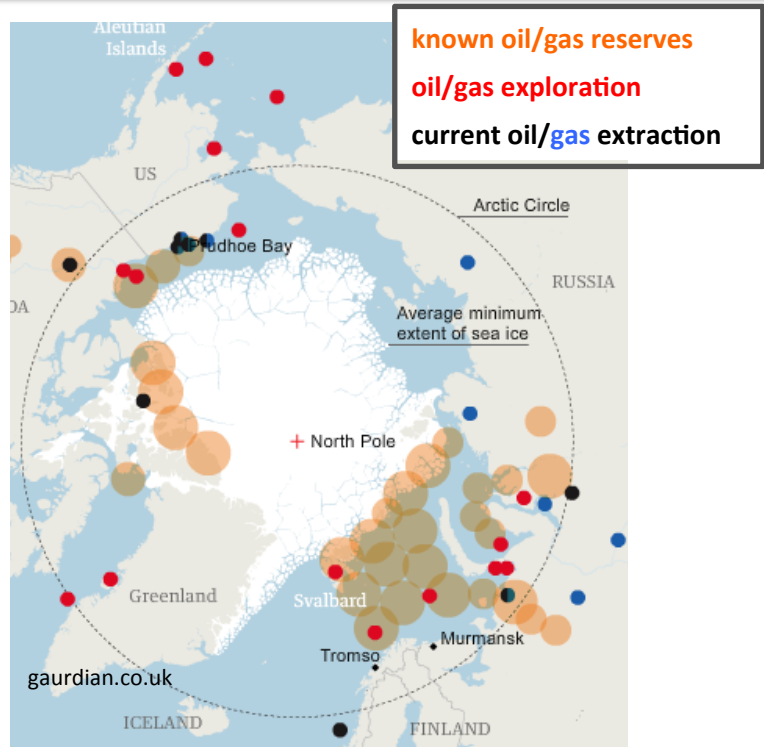 known oil/gas reserves
oil/gas exploration
current oil/gas extraction
Aleutian
Islands
US
Arctic Circle
Prudhoe Bay
RUSSIA
DA
Average minimum
extent of sea ice
North Pole
Greenland
Svalbard
Murmansk
Tromso
gaurdian.co.uk
ICELAND
FINLAND